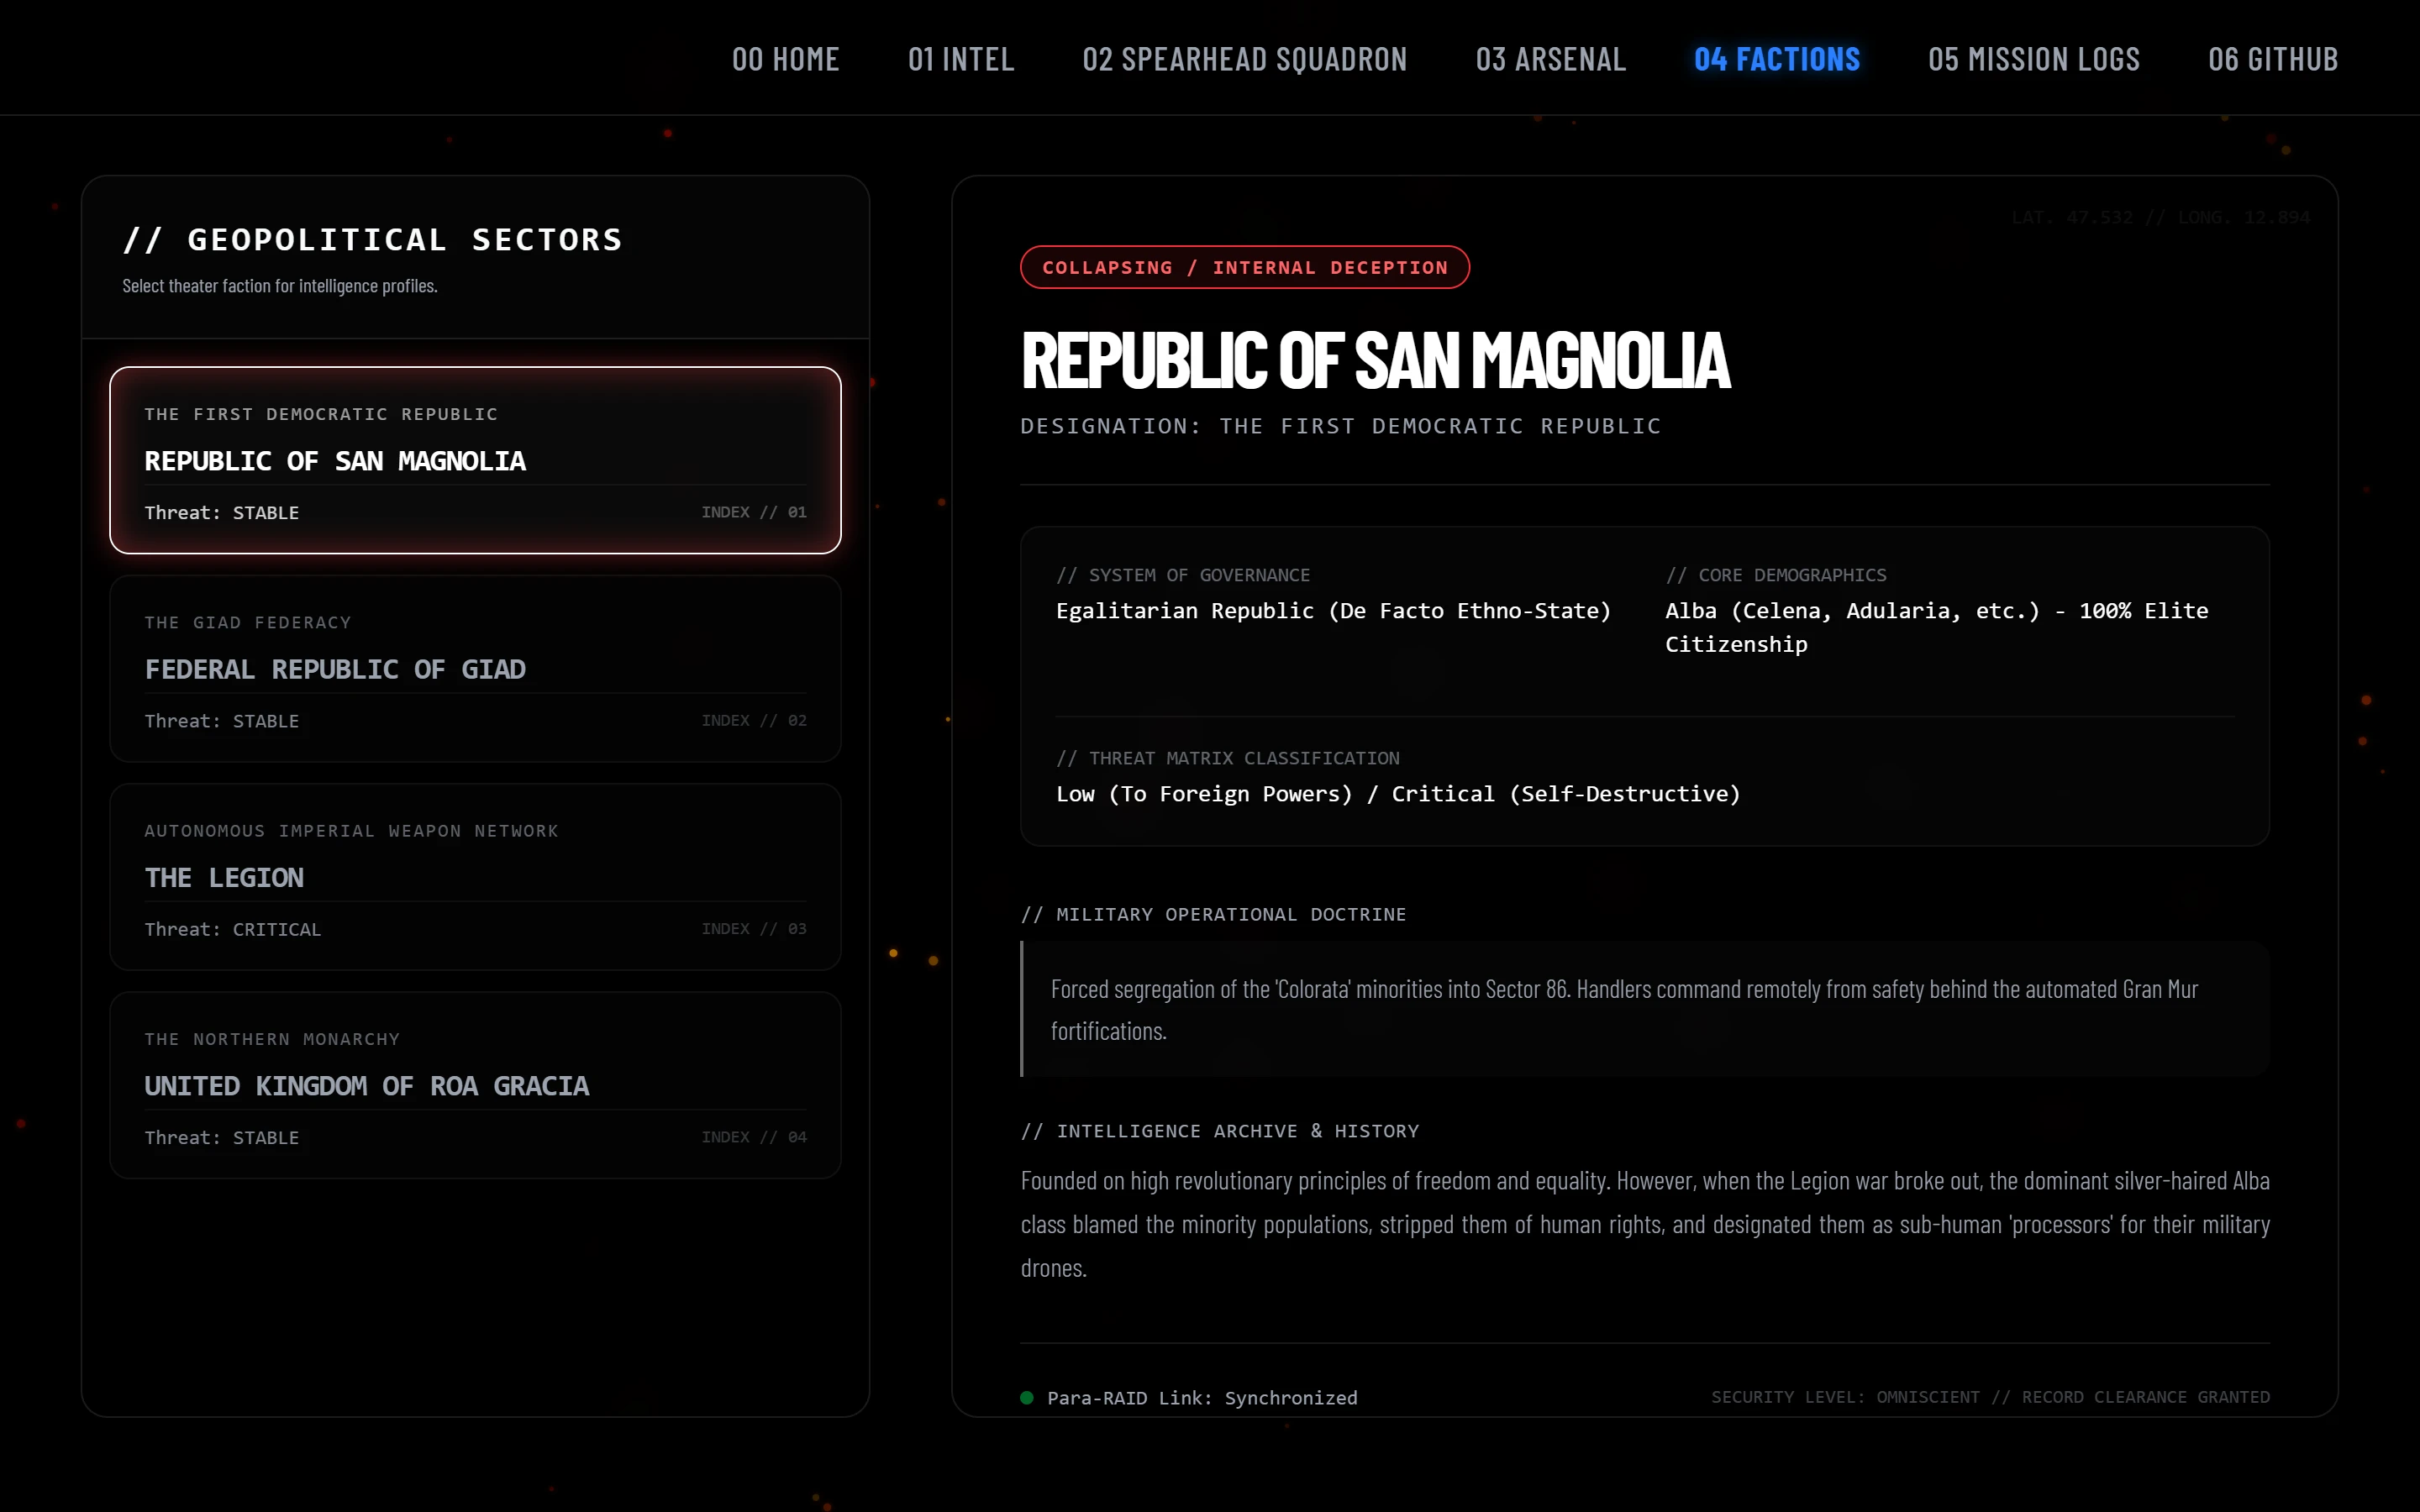 00 HOME 01 INTEL 02 SPEARHEAD SQUADRON 03 ARSENAL 04 FACTIONS 05 MISSION LOGS 06 GITHUB
// GEOPOLITICAL SECTORS
Select theater faction for intelligence profiles.
THE FIRST DEMOCRATIC REPUBLIC
REPUBLIC OF SAN MAGNOLIA
Threat: STABLE INDEX // 01
THE GIAD FEDERACY
FEDERAL REPUBLIC OF GIAD
Threat: STABLE INDEX // 02
AUTONOMOUS IMPERIAL WEAPON NETWORK
THE LEGION
Threat: CRITICAL INDEX // 03
THE NORTHERN MONARCHY
UNITED KINGDOM OF ROA GRACIA
Threat: STABLE INDEX // 04
LAT. 47.532 // LONG. 12.894
COLLAPSING / INTERNAL DECEPTION
REPUBLIC OF SAN MAGNOLIA
DESIGNATION: THE FIRST DEMOCRATIC REPUBLIC
// SYSTEM OF GOVERNANCE
Egalitarian Republic (De Facto Ethno-State)
// CORE DEMOGRAPHICS
Alba (Celena, Adularia, etc.) - 100% Elite
Citizenship
// THREAT MATRIX CLASSIFICATION
Low (To Foreign Powers) / Critical (Self-Destructive)
// MILITARY OPERATIONAL DOCTRINE
Forced segregation of the 'Colorata' minorities into Sector 86. Handlers command remotely from safety behind the automated Gran Mur
fortifications.
// INTELLIGENCE ARCHIVE & HISTORY
Founded on high revolutionary principles of freedom and equality. However, when the Legion war broke out, the dominant silver-haired Alba
class blamed the minority populations, stripped them of human rights, and designated them as sub-human 'processors' for their military
drones.
Para-RAID Link: Synchronized
SECURITY LEVEL: OMNISCIENT // RECORD CLEARANCE GRANTED